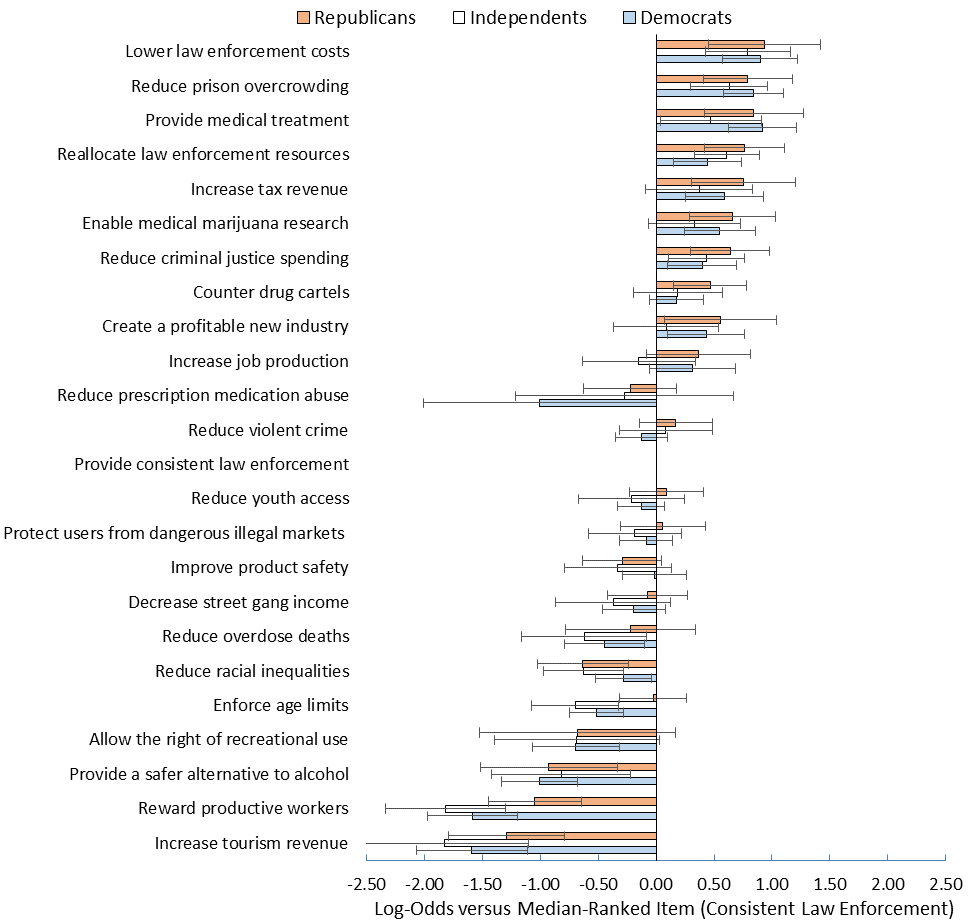 Republicans Independents Democrats
Lower law enforcement costs
Reduce prison overcrowding
Provide medical treatment
Reallocate law enforcement resources
Increase tax revenue
Enable medical marijuana research
Reduce criminal justice spending
Counter drug cartels
Create a profitable new industry
Increase job production
Reduce prescription medication abuse
Reduce violent crime
Provide consistent law enforcement
Reduce youth access
Protect users from dangerous illegal markets
Improve product safety
Decrease street gang income
Reduce overdose deaths
Reduce racial inequalities
Enforce age limits
Allow the right of recreational use
Provide a safer alternative to alcohol
Reward productive workers
Increase tourism revenue
-2.50 -2.00 -1.50 -1.00 -0.50 0.00 0.50 1.00 1.50 2.00 2.50
Log-Odds versus Median-Ranked Item (Consistent Law Enforcement)